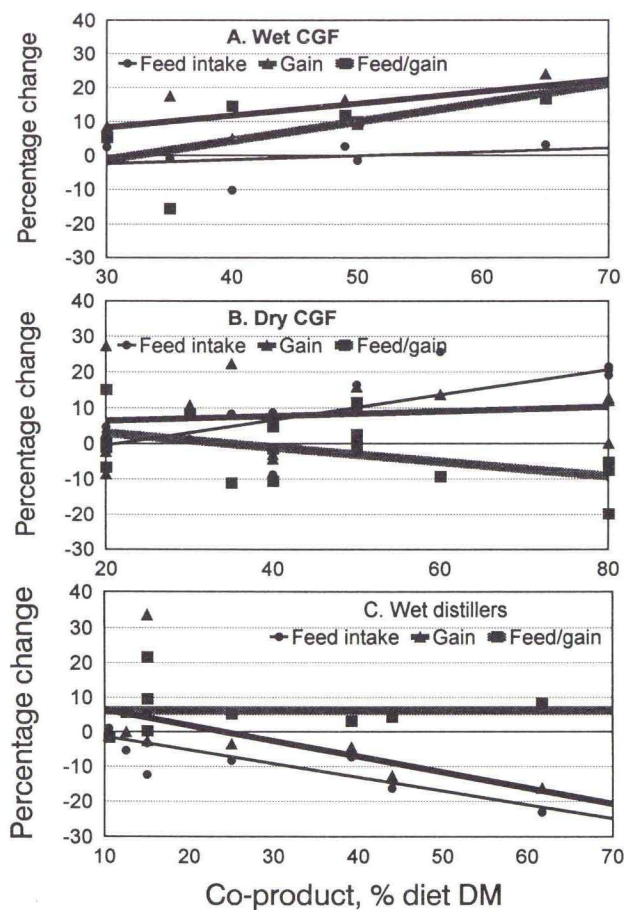 40
A. Wet CGF
30
Feed intake Gain Feed/gain
20
10
0
-10
-20
-30
30 40 50 60 70
Percentage change
40
B. Dry CGF
30
Feed intake Gain Feed/gain
20
10
0
-10
-20
-30
20 40 60 80
Percentage change
40
C. Wet distillers
30
Feed intake Gain Feed/gain
20
10
0
-10
-20
-30
10 20 30 40 50 60 70
Percentage change
Co-product, % diet DM